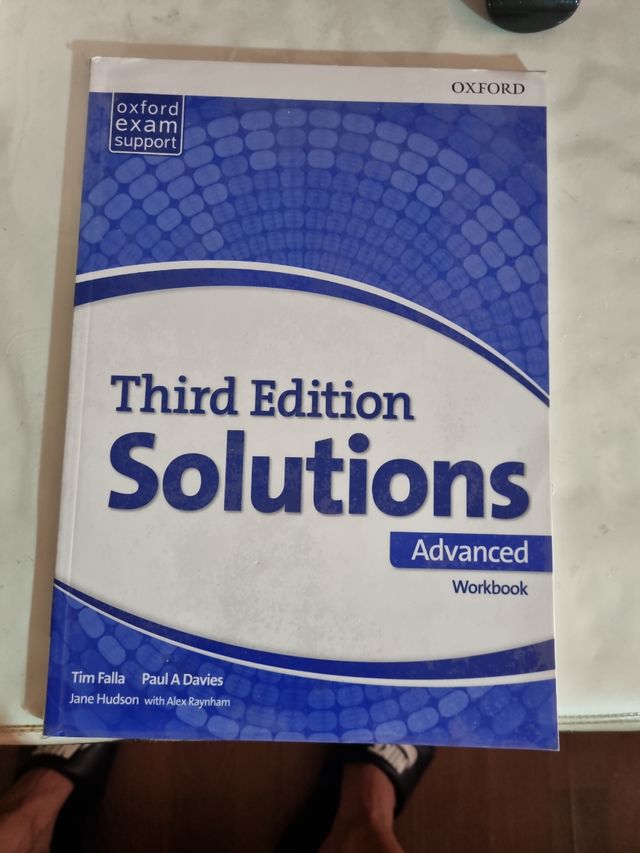 OXFORD
oxford
exam
support
Third Edition
Solutions
Advanced
Workbook
Tim Falla Paul A Davies
Jane Hudson with Alex Raynham